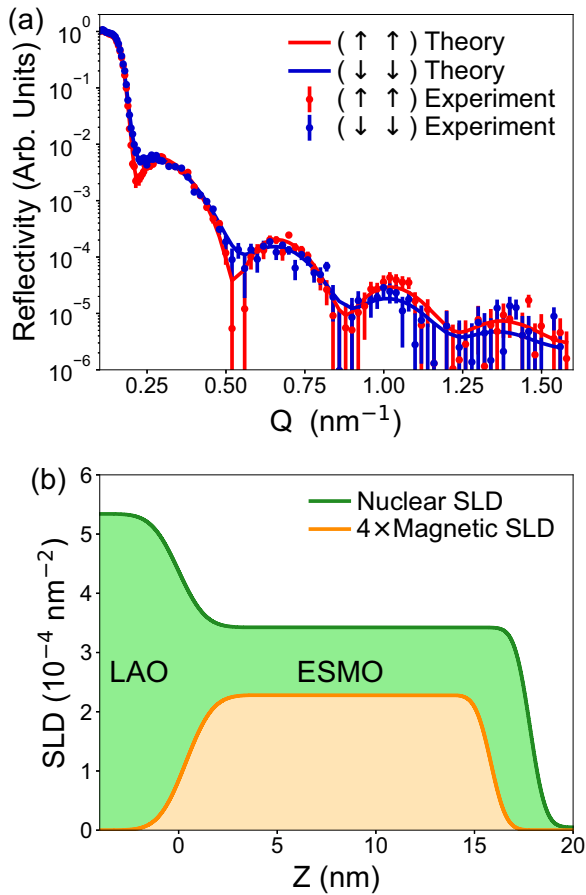 (a)
10⁰
10⁻¹
10⁻²
10⁻³
10⁻⁴
10⁻⁵
10⁻⁶
Reflectivity (Arb. Units)
(↑ ↑) Theory
(↓ ↓) Theory
(↑ ↑) Experiment
(↓ ↓) Experiment
0.25 0.50 0.75 1.00 1.25 1.50
Q (nm⁻¹)
(b)
6
5
4
3
2
1
0
SLD (10⁻⁴ nm⁻²)
Nuclear SLD
4×Magnetic SLD
LAO ESMO
0 5 10 15 20
Z (nm)